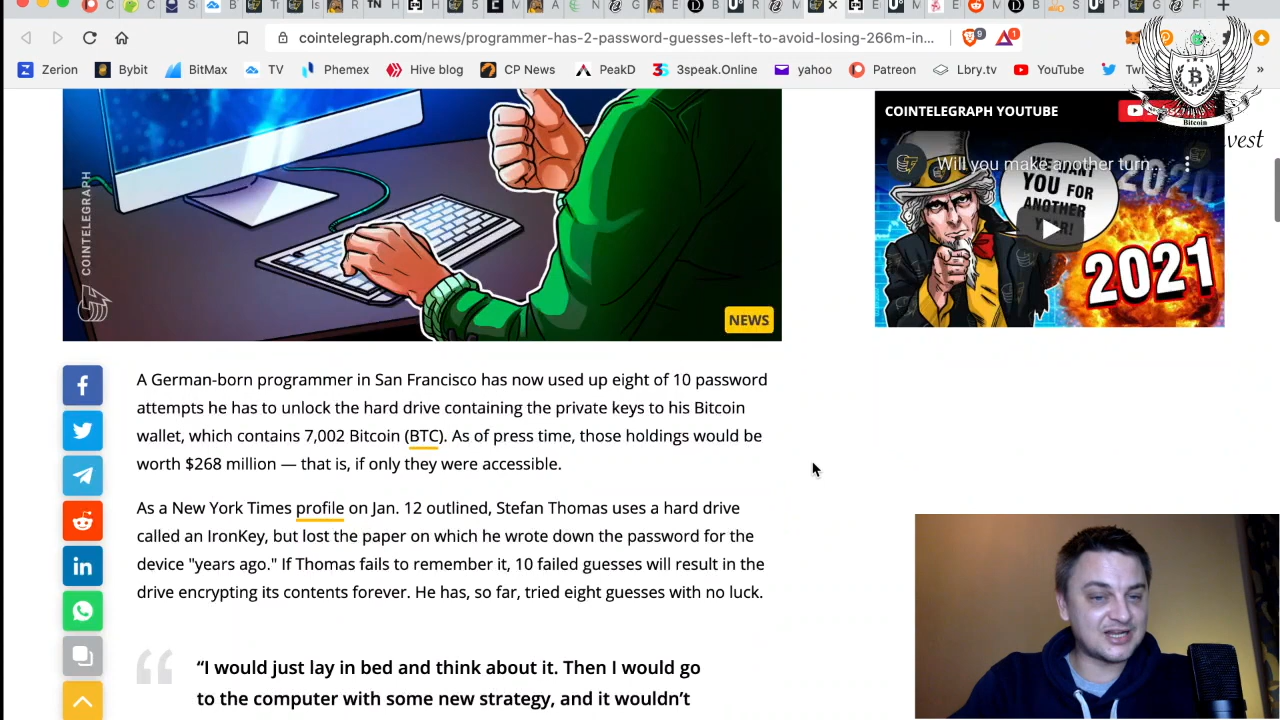 cointelegraph.com/news/programmer-has-2-password-guesses-left-to-avoid-losing-266m-in...
9
1
Zerion
Bybit
BitMax
TV
Phemex
Hive blog
CP News
PeakD
3speak.Online
yahoo
Patreon
Lbry.tv
YouTube
»
Bitcoin
vest
COINTELEGRAPH YOUTUBE
Will you make another turn...
YOU FOR
ANOTHER
2020
2021
COINTELEGRAPH
NEWS
A German-born programmer in San Francisco has now used up eight of 10 password
attempts he has to unlock the hard drive containing the private keys to his Bitcoin
wallet, which contains 7,002 Bitcoin (BTC). As of press time, those holdings would be
worth $268 million — that is, if only they were accessible.
As a New York Times profile on Jan. 12 outlined, Stefan Thomas uses a hard drive
called an IronKey, but lost the paper on which he wrote down the password for the
device "years ago." If Thomas fails to remember it, 10 failed guesses will result in the
drive encrypting its contents forever. He has, so far, tried eight guesses with no luck.
“I would just lay in bed and think about it. Then I would go
to the computer with some new strategy, and it wouldn’t